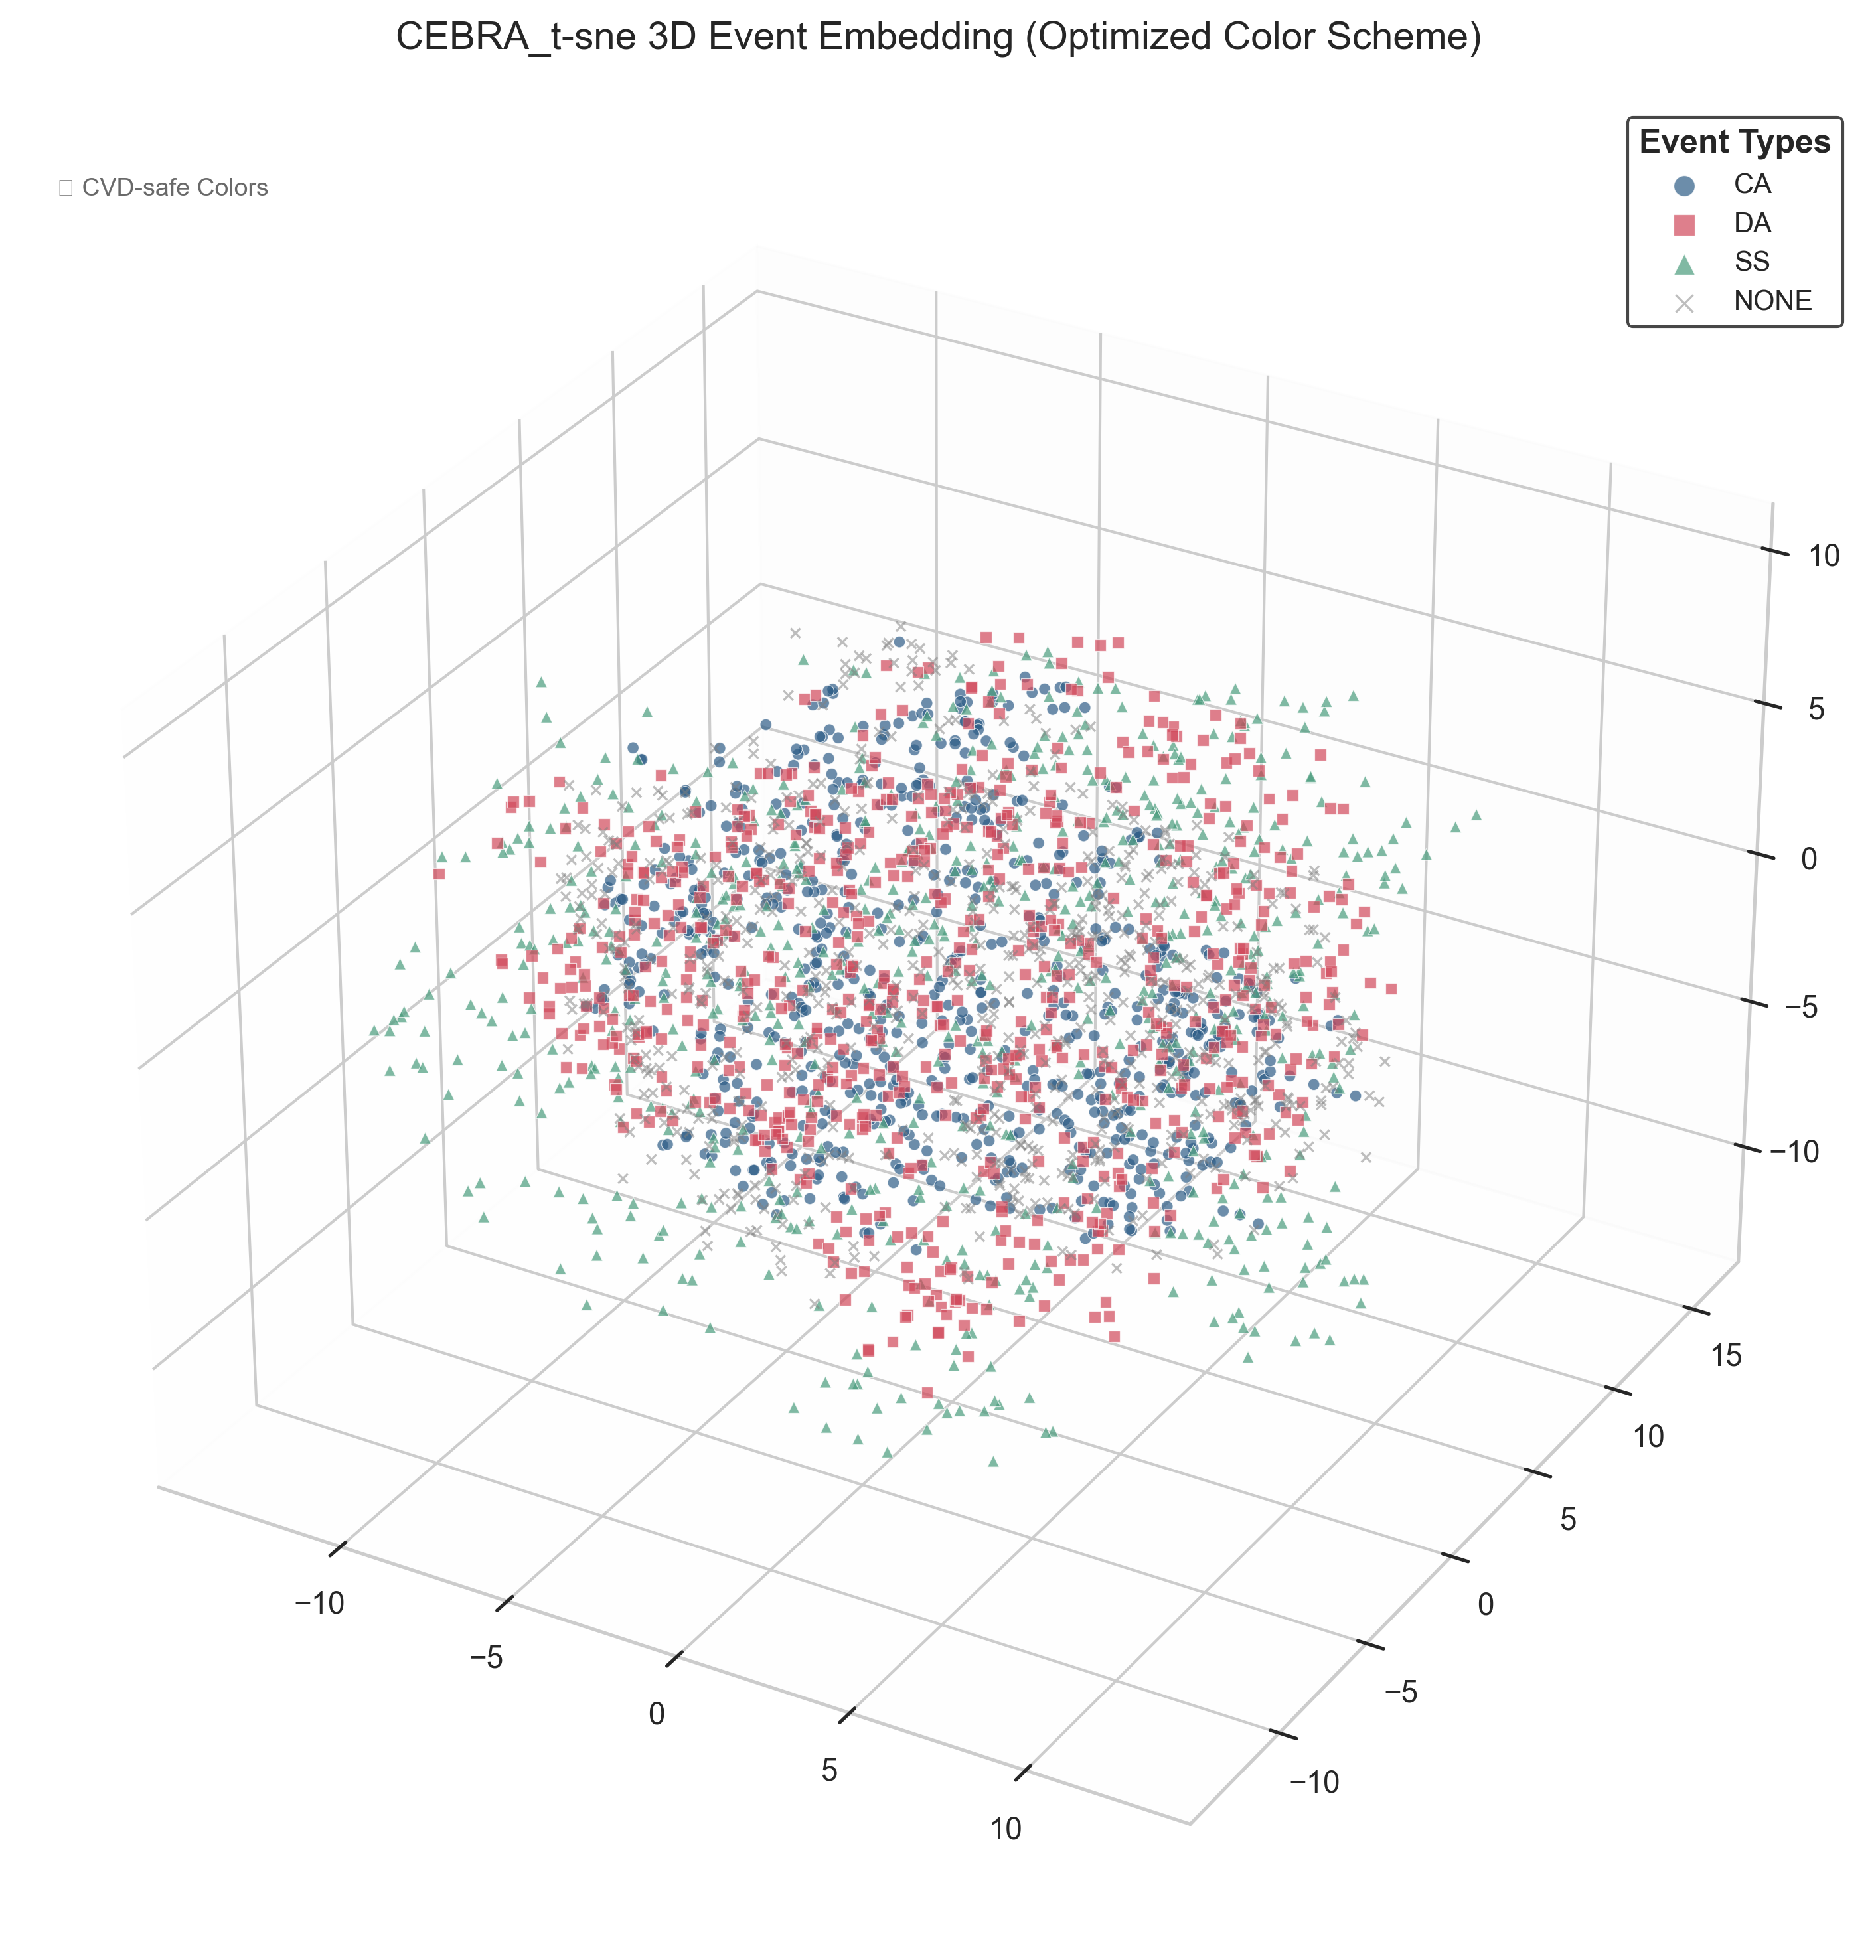 CEBRA_t-sne 3D Event Embedding (Optimized Color Scheme)
Event Types
CA
DA
SS
NONE
▯ CVD-safe Colors
10
5
0
−5
−10
15
10
5
0
−5
−10
−10
−5
0
5
10